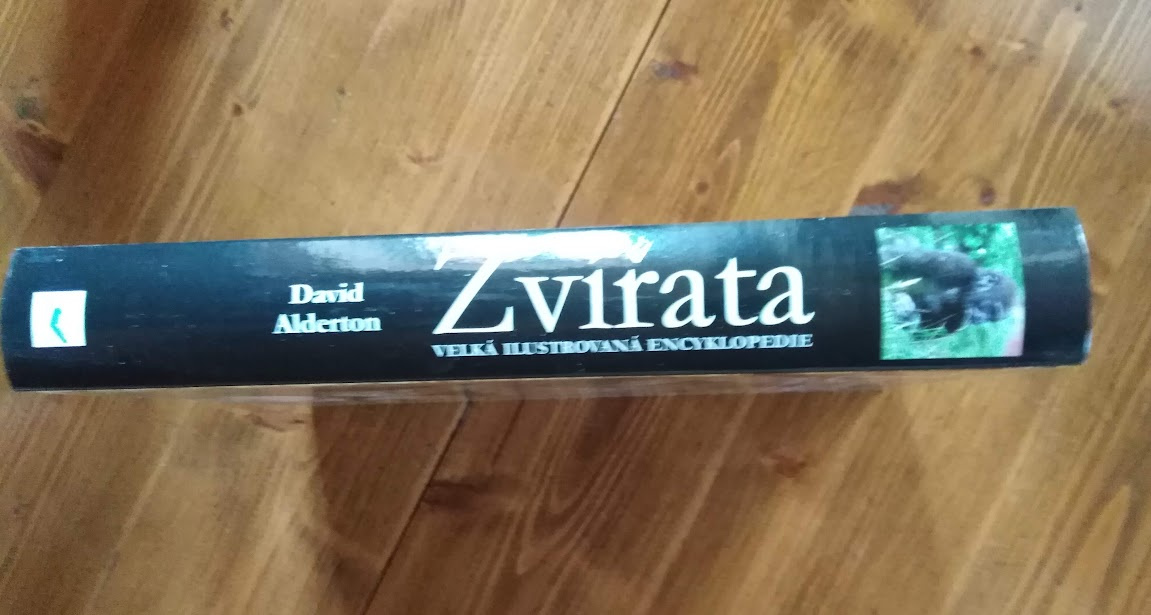 David
Alderton
Zvířata
VELKÁ ILUSTROVANÁ ENCYKLOPEDIE